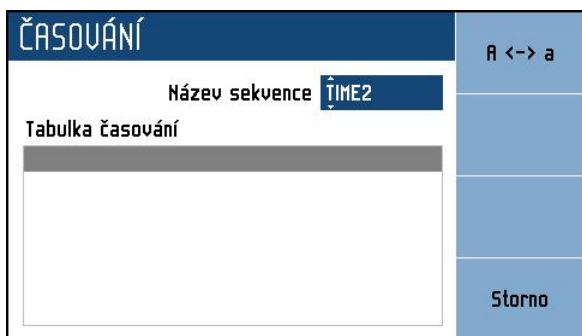 ČASOVÁNÍ
A <-> a
Název sekvence TIME2
Tabulka časování
Storno